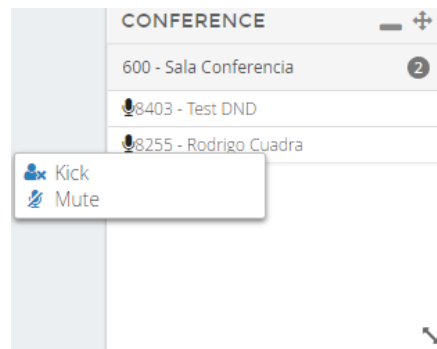 CONFERENCE
600 - Sala Conferencia 2
8403 - Test DND
8255 - Rodrigo Cuadra
Kick
Mute